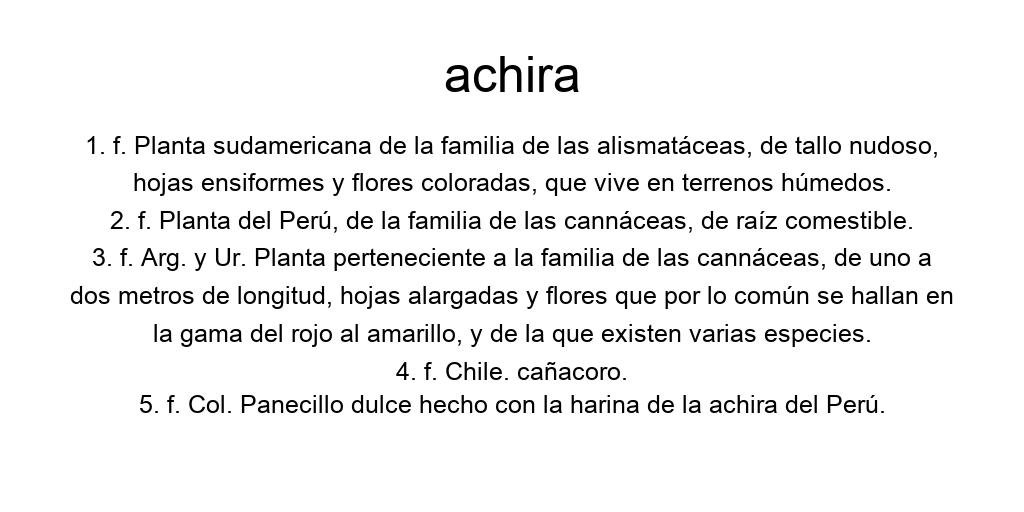 achira
1. f. Planta sudamericana de la familia de las alismatáceas, de tallo nudoso,
hojas ensiformes y flores coloradas, que vive en terrenos húmedos.
2. f. Planta del Perú, de la familia de las cannáceas, de raíz comestible.
3. f. Arg. y Ur. Planta perteneciente a la familia de las cannáceas, de uno a
dos metros de longitud, hojas alargadas y flores que por lo común se hallan en
la gama del rojo al amarillo, y de la que existen varias especies.
4. f. Chile. cañacoro.
5. f. Col. Panecillo dulce hecho con la harina de la achira del Perú.